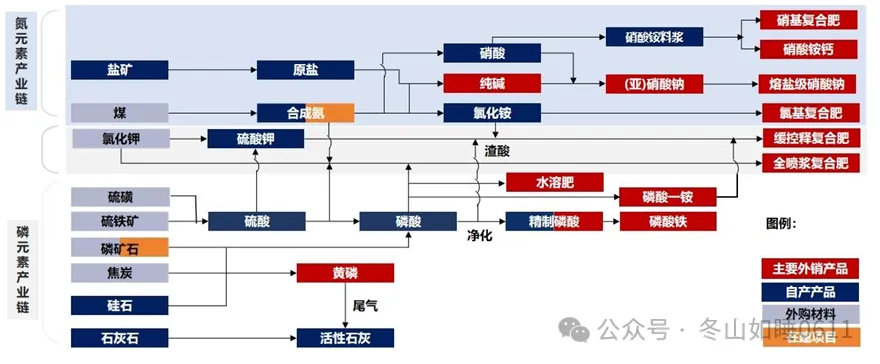 氮元素产业链
盐矿
原盐
硝酸
硝酸铵料浆
硝基复合肥
硝酸铵钙
纯碱
(亚)硝酸钠
熔盐级硝酸钠
煤
合成氨
氯化铵
氯基复合肥
氯化钾
硫酸钾
渣酸
缓控释复合肥
全喷浆复合肥
磷元素产业链
硫磺
水溶肥
磷酸一铵
硫铁矿
硫酸
磷酸
净化
精制磷酸
磷酸铁
图例:
磷矿石
焦炭
黄磷
主要外销产品
硅石
尾气
自产产品
外购材料
石灰石
活性石灰
在建项目
公众号 · 冬山如睡0611